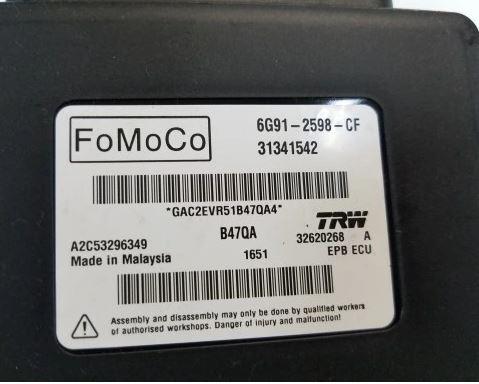 FoMoCo
6G91-2598-CF
31341542
*GAC2EVR51B47QA4*
B47QA
TRW
A2C53296349
32620268 A
Made in Malaysia
1651
EPB ECU
Assembly and disassembly may only be done by qualified workers
of authorised workshops. Danger of injury and malfunction!